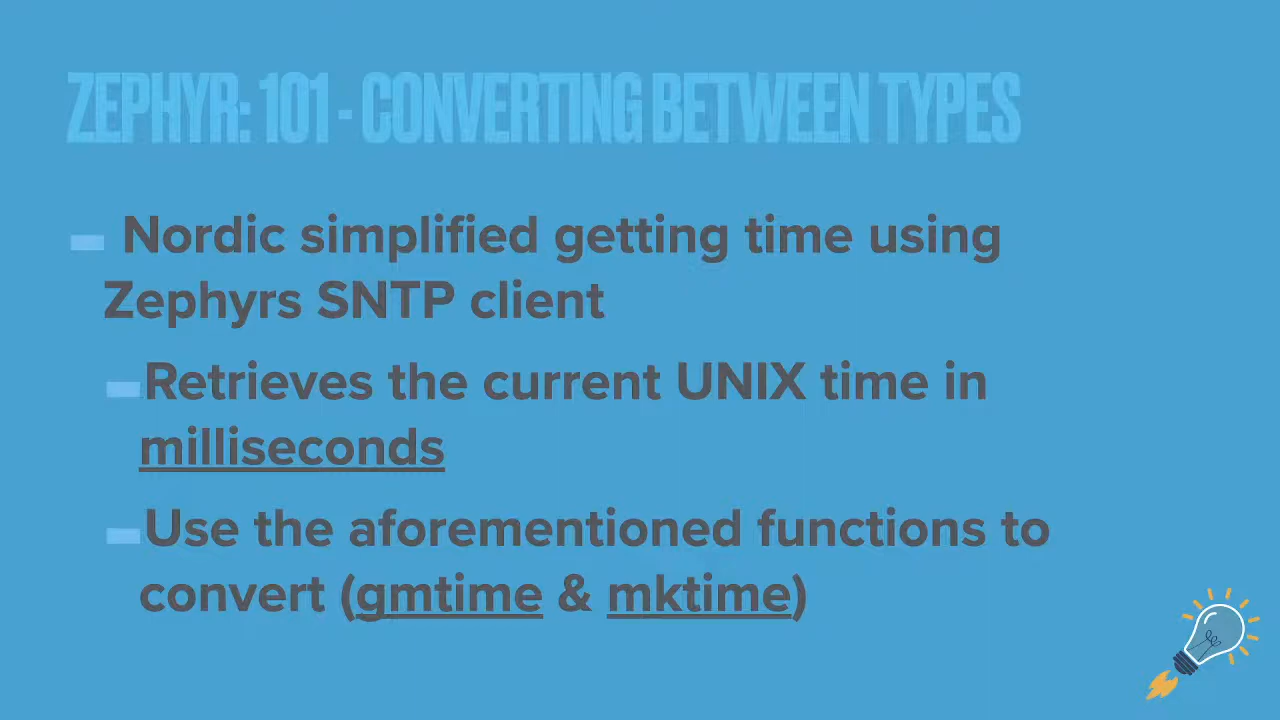 ZEPHYR: 101 - CONVERTING BETWEEN TYPES
Nordic simplified getting time using
Zephyrs SNTP client
Retrieves the current UNIX time in
milliseconds
Use the aforementioned functions to
convert (gmtime & mktime)